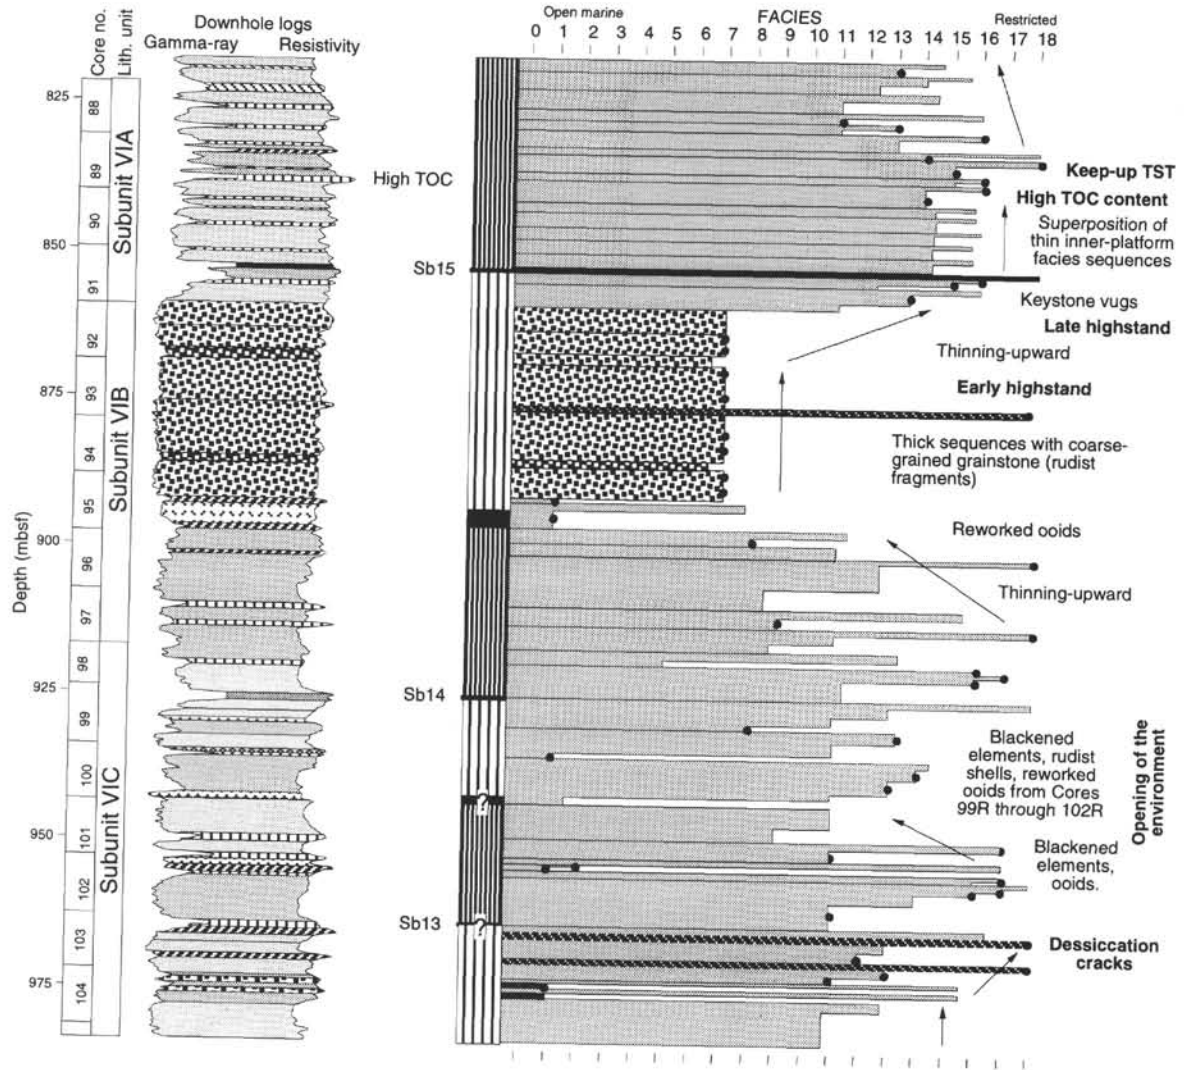 Open marine
FACIES
Restricted
0 1 2 3 4 5 6 7 8 9 10 11 12 13 14 15 16 17 18
Core no.
Lith. unit
Downhole logs
Gamma-ray
Resistivity
Depth (mbsf)
825
850
875
900
925
950
975
88
89
90
91
92
93
94
95
96
97
98
99
100
101
102
103
104
Subunit VIA
Subunit VIB
Subunit VIC
High TOC
Sb15
Sb14
?
Sb13
?
Keep-up TST
High TOC content
Superposition of
thin inner-platform
facies sequences
Keystone vugs
Late highstand
Thinning-upward
Early highstand
Thick sequences with coarse-
grained grainstone (rudist
fragments)
Reworked ooids
Thinning-upward
Blackened
elements, rudist
shells, reworked
ooids from Cores
99R through 102R
Opening of the
environment
Blackened
elements,
ooids.
Dessiccation
cracks